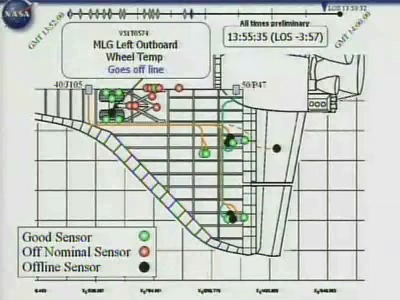 NASA
GMT 13:52:00
All times preliminary
13:55:35 (LOS -3:57)
GMT 14:00:00
V51T0574
MLG Left Outboard
Wheel Temp
Goes off line
40/J105
50/P47
Good Sensor
Off Nominal Sensor
Offline Sensor